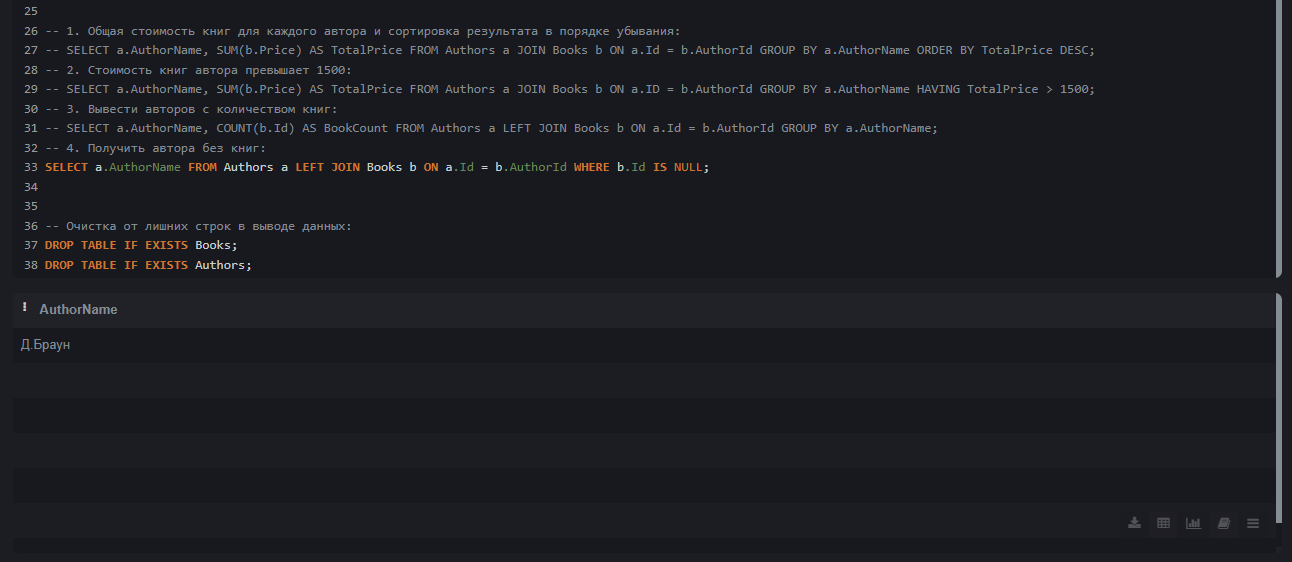 25
26 -- 1. Общая стоимость книг для каждого автора и сортировка результата в порядке убывания:
27 -- SELECT a.AuthorName, SUM(b.Price) AS TotalPrice FROM Authors a JOIN Books b ON a.Id = b.AuthorId GROUP BY a.AuthorName ORDER BY TotalPrice DESC;
28 -- 2. Стоимость книг автора превышает 1500:
29 -- SELECT a.AuthorName, SUM(b.Price) AS TotalPrice FROM Authors a JOIN Books b ON a.ID = b.AuthorId GROUP BY a.AuthorName HAVING TotalPrice > 1500;
30 -- 3. Вывести авторов с количеством книг:
31 -- SELECT a.AuthorName, COUNT(b.Id) AS BookCount FROM Authors a LEFT JOIN Books b ON a.Id = b.AuthorId GROUP BY a.AuthorName;
32 -- 4. Получить автора без книг:
33 SELECT a.AuthorName FROM Authors a LEFT JOIN Books b ON a.Id = b.AuthorId WHERE b.Id IS NULL;
34
35
36 -- Очистка от лишних строк в выводе данных:
37 DROP TABLE IF EXISTS Books;
38 DROP TABLE IF EXISTS Authors;
AuthorName
Д.Браун